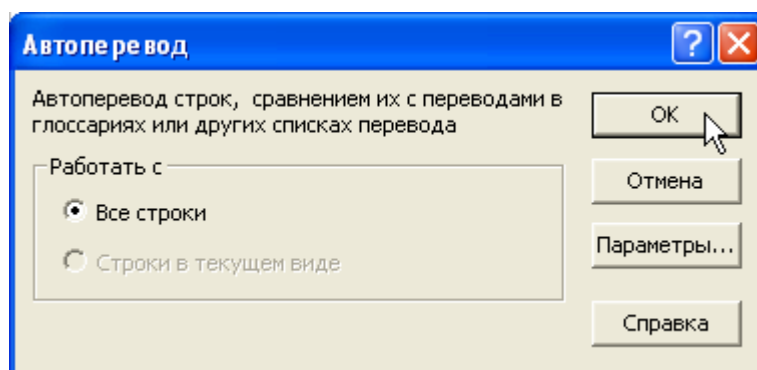 Автоперевод
Автоперевод строк, сравнением их с переводами в
глоссариях или других списках перевода
OK
Работать с
Все строки
Строки в текущем виде
Отмена
Параметры...
Справка